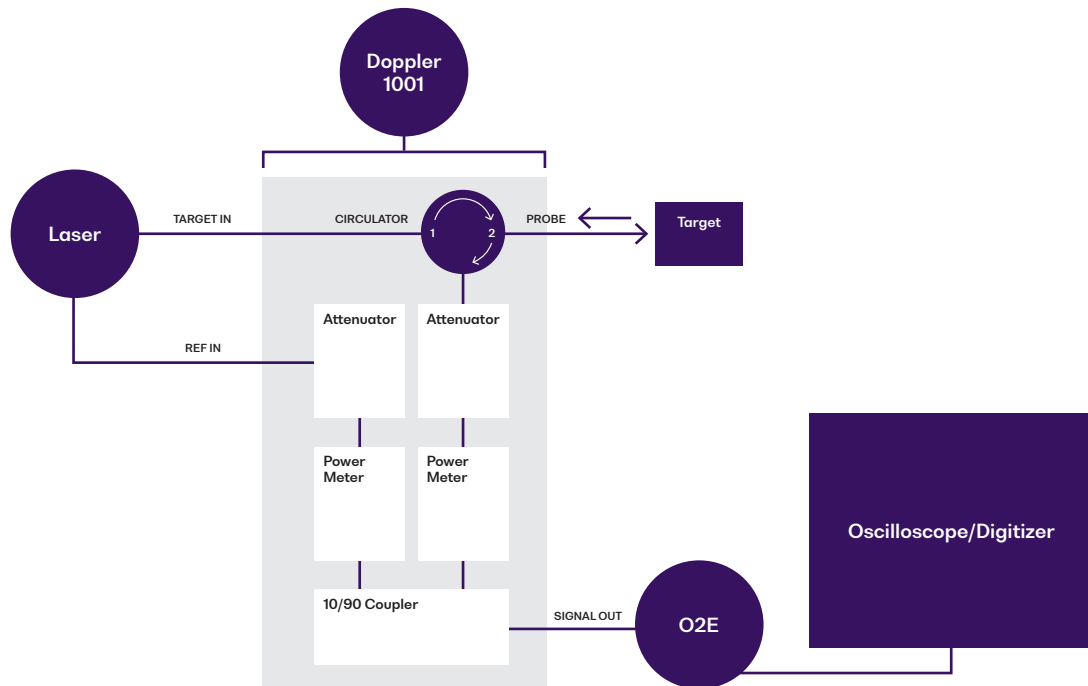 Doppler
1001
TARGET IN
CIRCULATOR
PROBE
Laser
1
2
Target
Attenuator
Attenuator
REF IN
Power
Meter
Power
Meter
Oscilloscope/Digitizer
10/90 Coupler
SIGNAL OUT
O2E